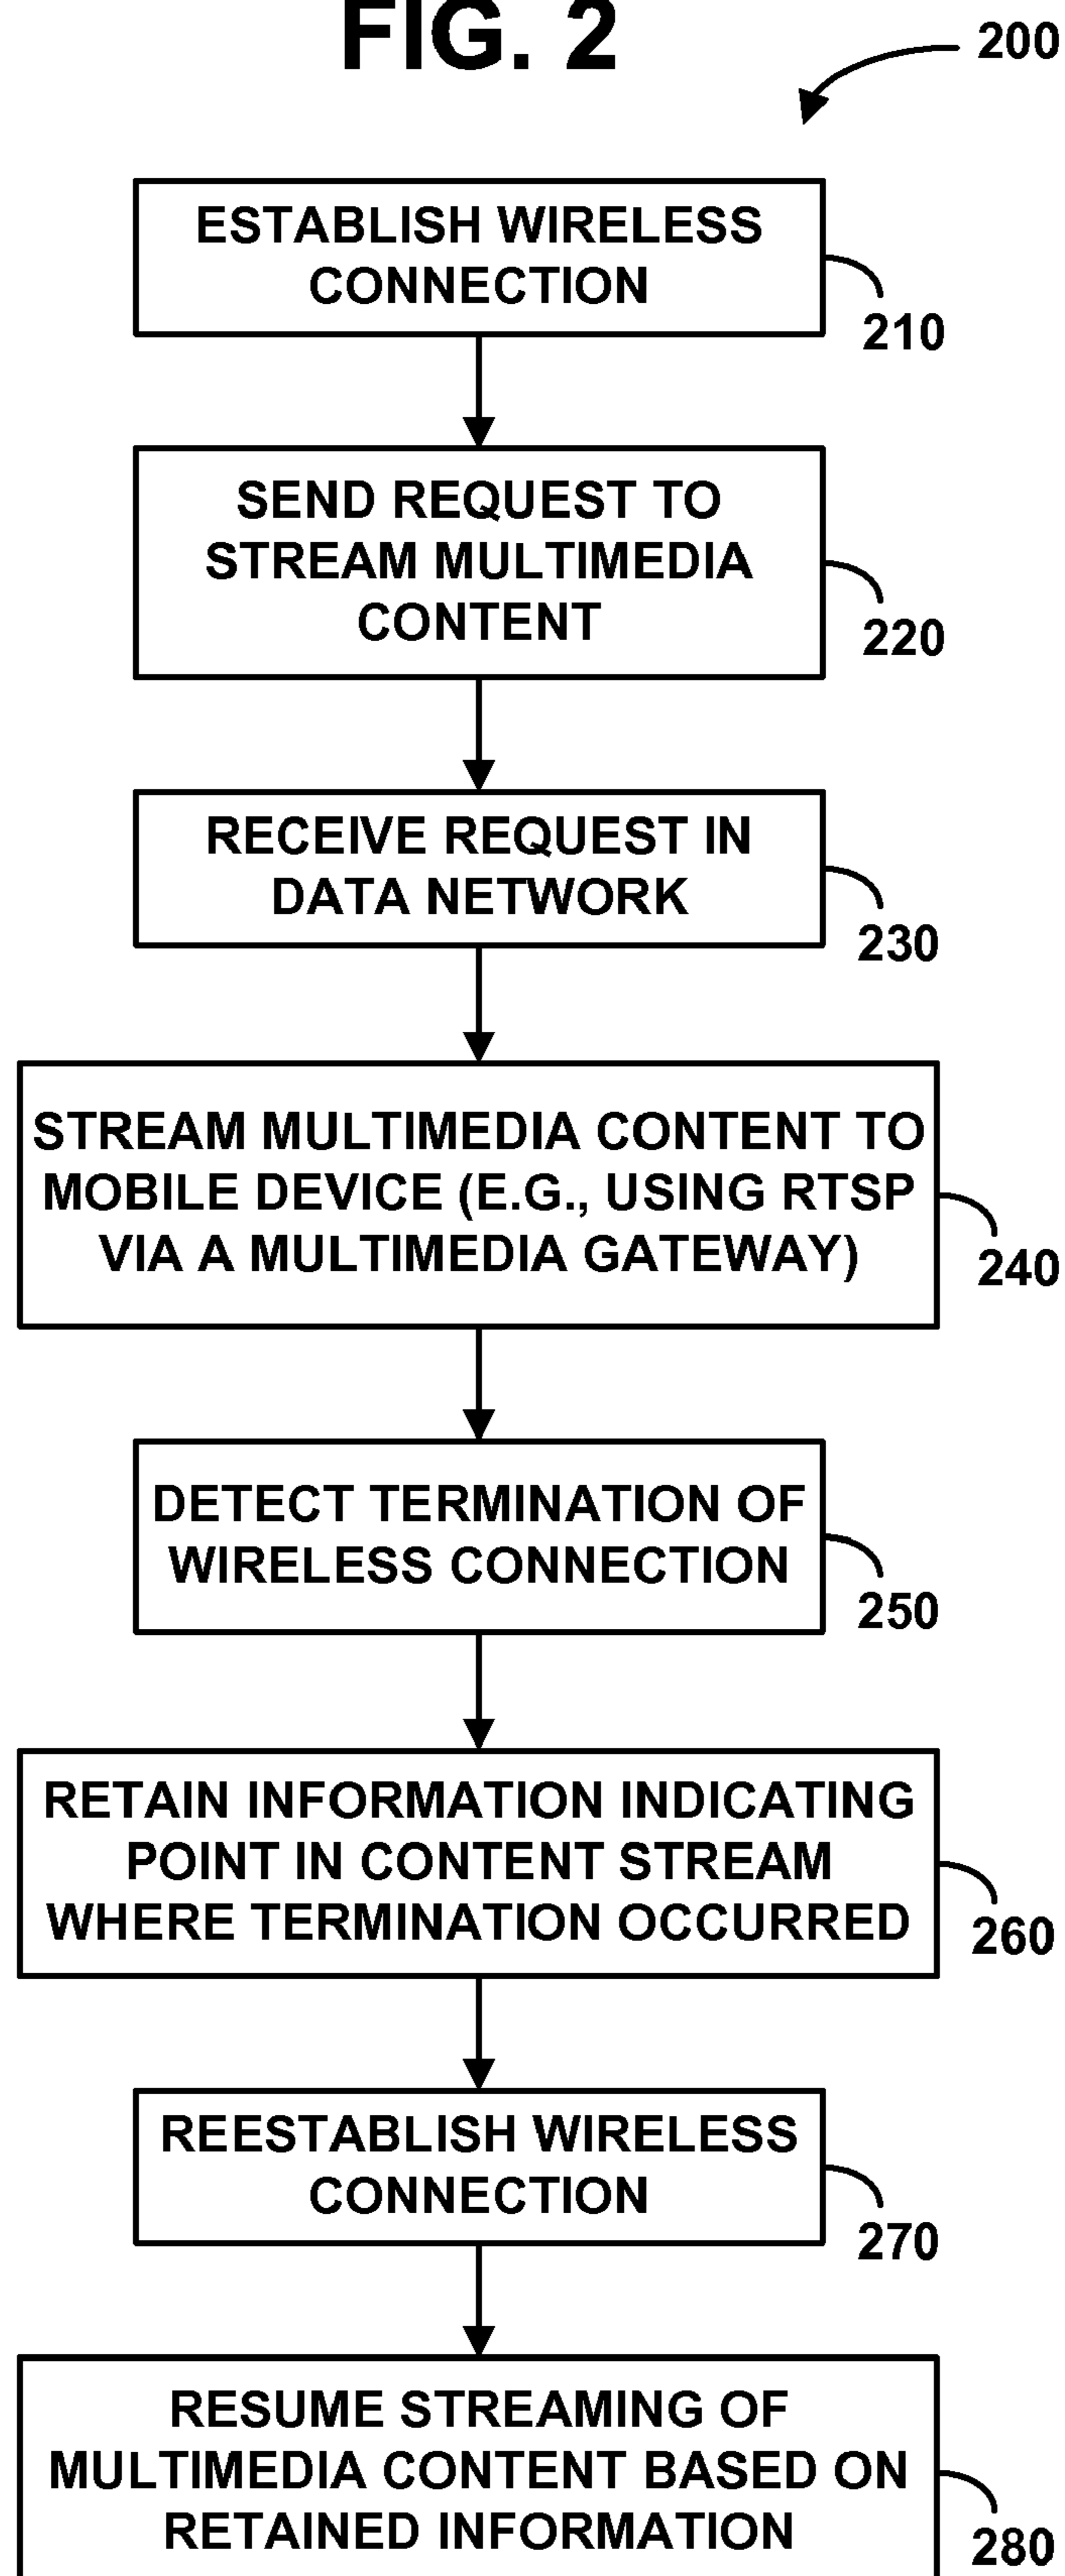 FIG. 2
200
ESTABLISH WIRELESS
CONNECTION
210
SEND REQUEST TO
STREAM MULTIMEDIA
CONTENT
220
RECEIVE REQUEST IN
DATA NETWORK
230
STREAM MULTIMEDIA CONTENT TO
MOBILE DEVICE (E.G., USING RTSP
VIA A MULTIMEDIA GATEWAY)
240
DETECT TERMINATION OF
WIRELESS CONNECTION
250
RETAIN INFORMATION INDICATING
POINT IN CONTENT STREAM
WHERE TERMINATION OCCURRED
260
REESTABLISH WIRELESS
CONNECTION
270
RESUME STREAMING OF
MULTIMEDIA CONTENT BASED ON
RETAINED INFORMATION
280